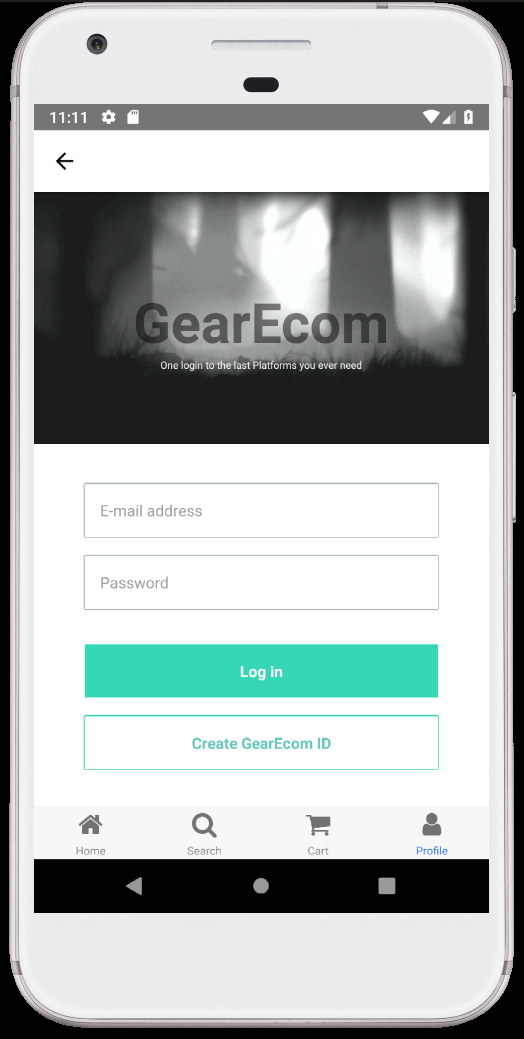 11:11
GearEcom
One login to the last Platforms you ever need
E-mail address
Password
Log in
Create GearEcom ID
Home Search Cart Profile